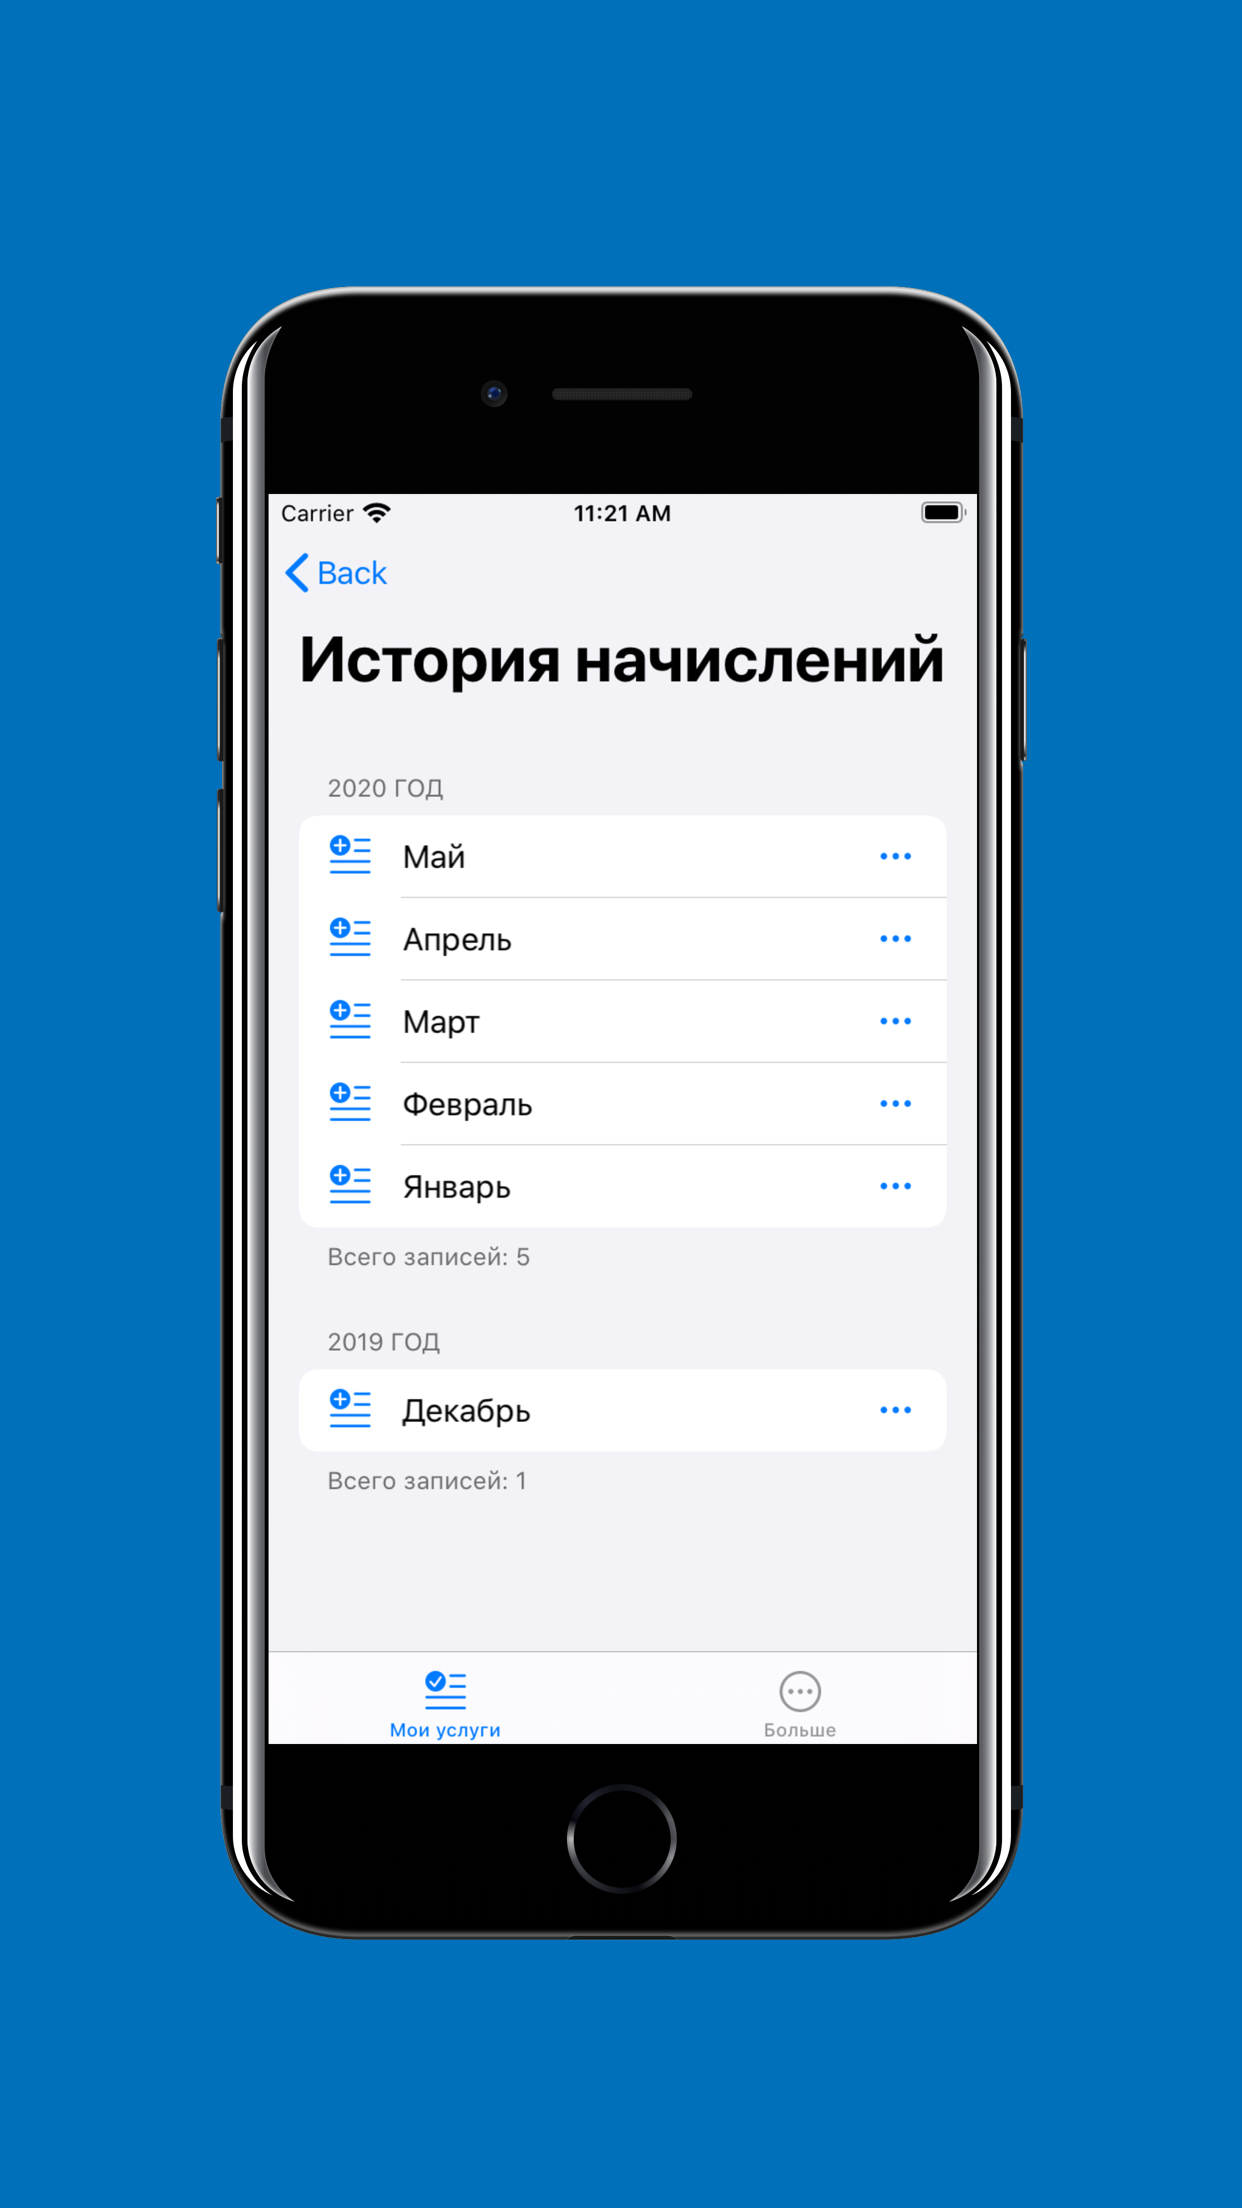 Carrier 11:21 AM
Back
История начислений
2020 ГОД
Май
Апрель
Март
Февраль
Январь
Всего записей: 5
2019 ГОД
Декабрь
Всего записей: 1
Мои услуги Больше